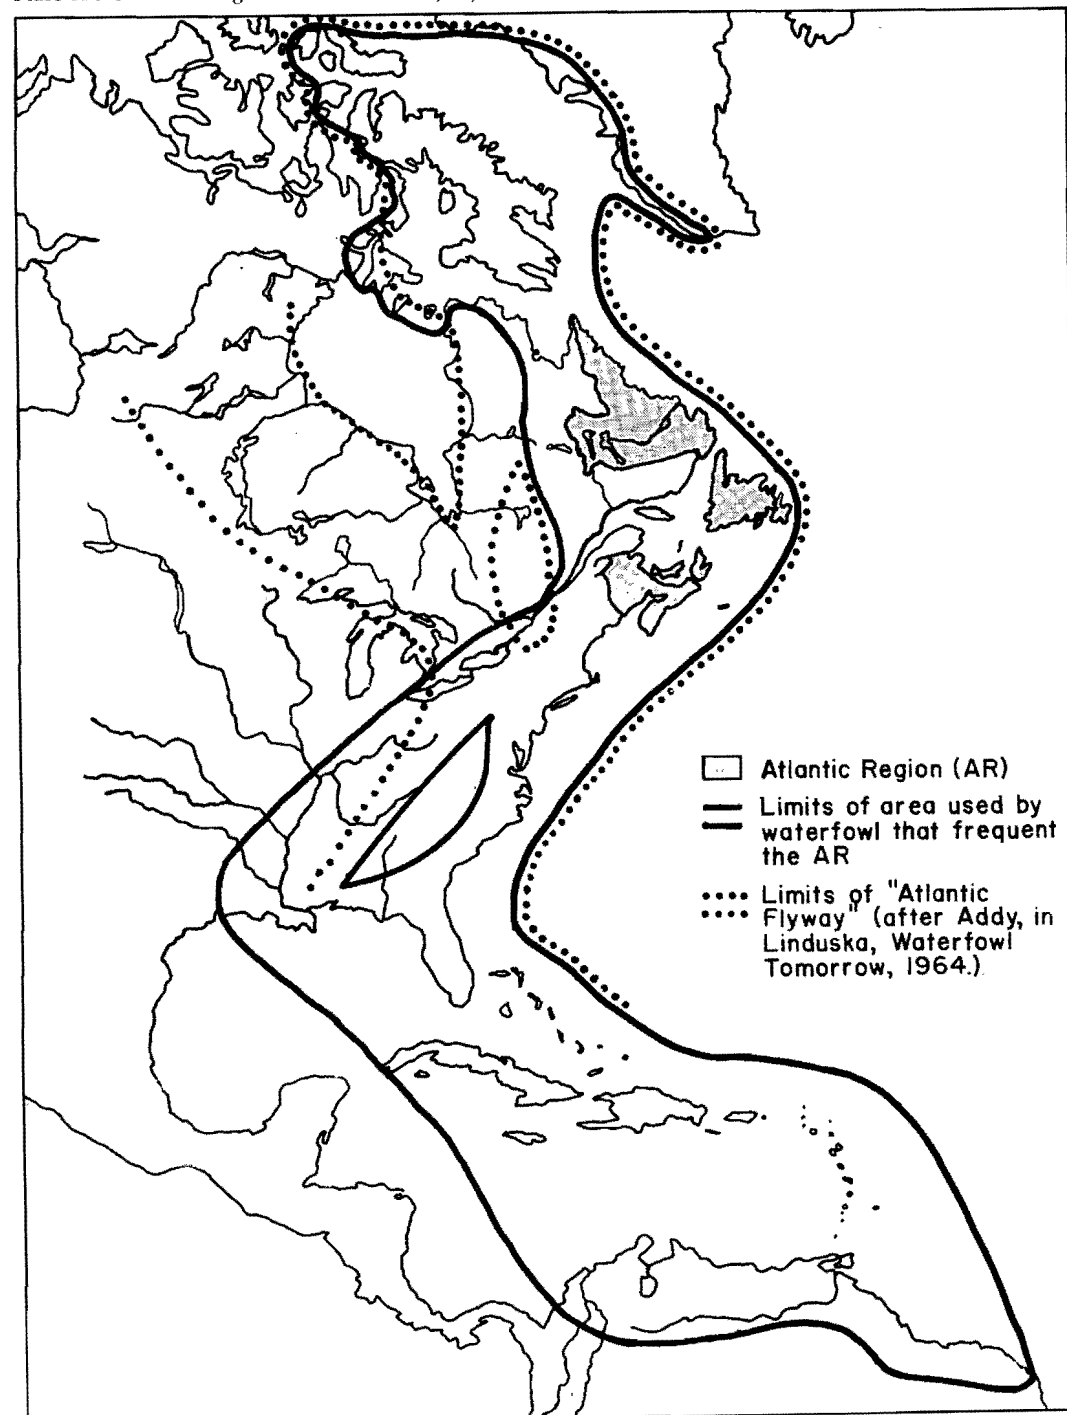 Atlantic Region (AR)
Limits of area used by
waterfowl that frequent
the AR
Limits of "Atlantic
Flyway" (after Addy, in
Linduska, Waterfowl
Tomorrow, 1964.)